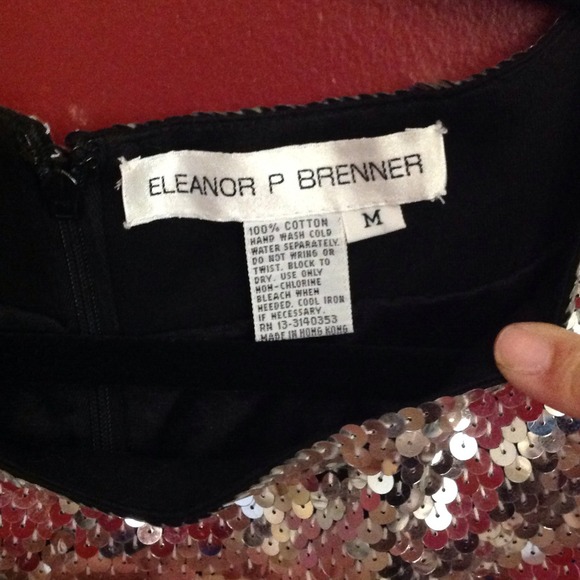 ELEANOR P BRENNER
M
100% COTTON
HAND WASH COLD
WATER SEPARATELY.
DO NOT WRING OR
TWIST. BLOCK TO
DRY. USE ONLY
NON-CHLORINE
BLEACH WHEN
NEEDED. COOL IRON
IF NECESSARY.
RN 13-3140353
MADE IN HONG KONG